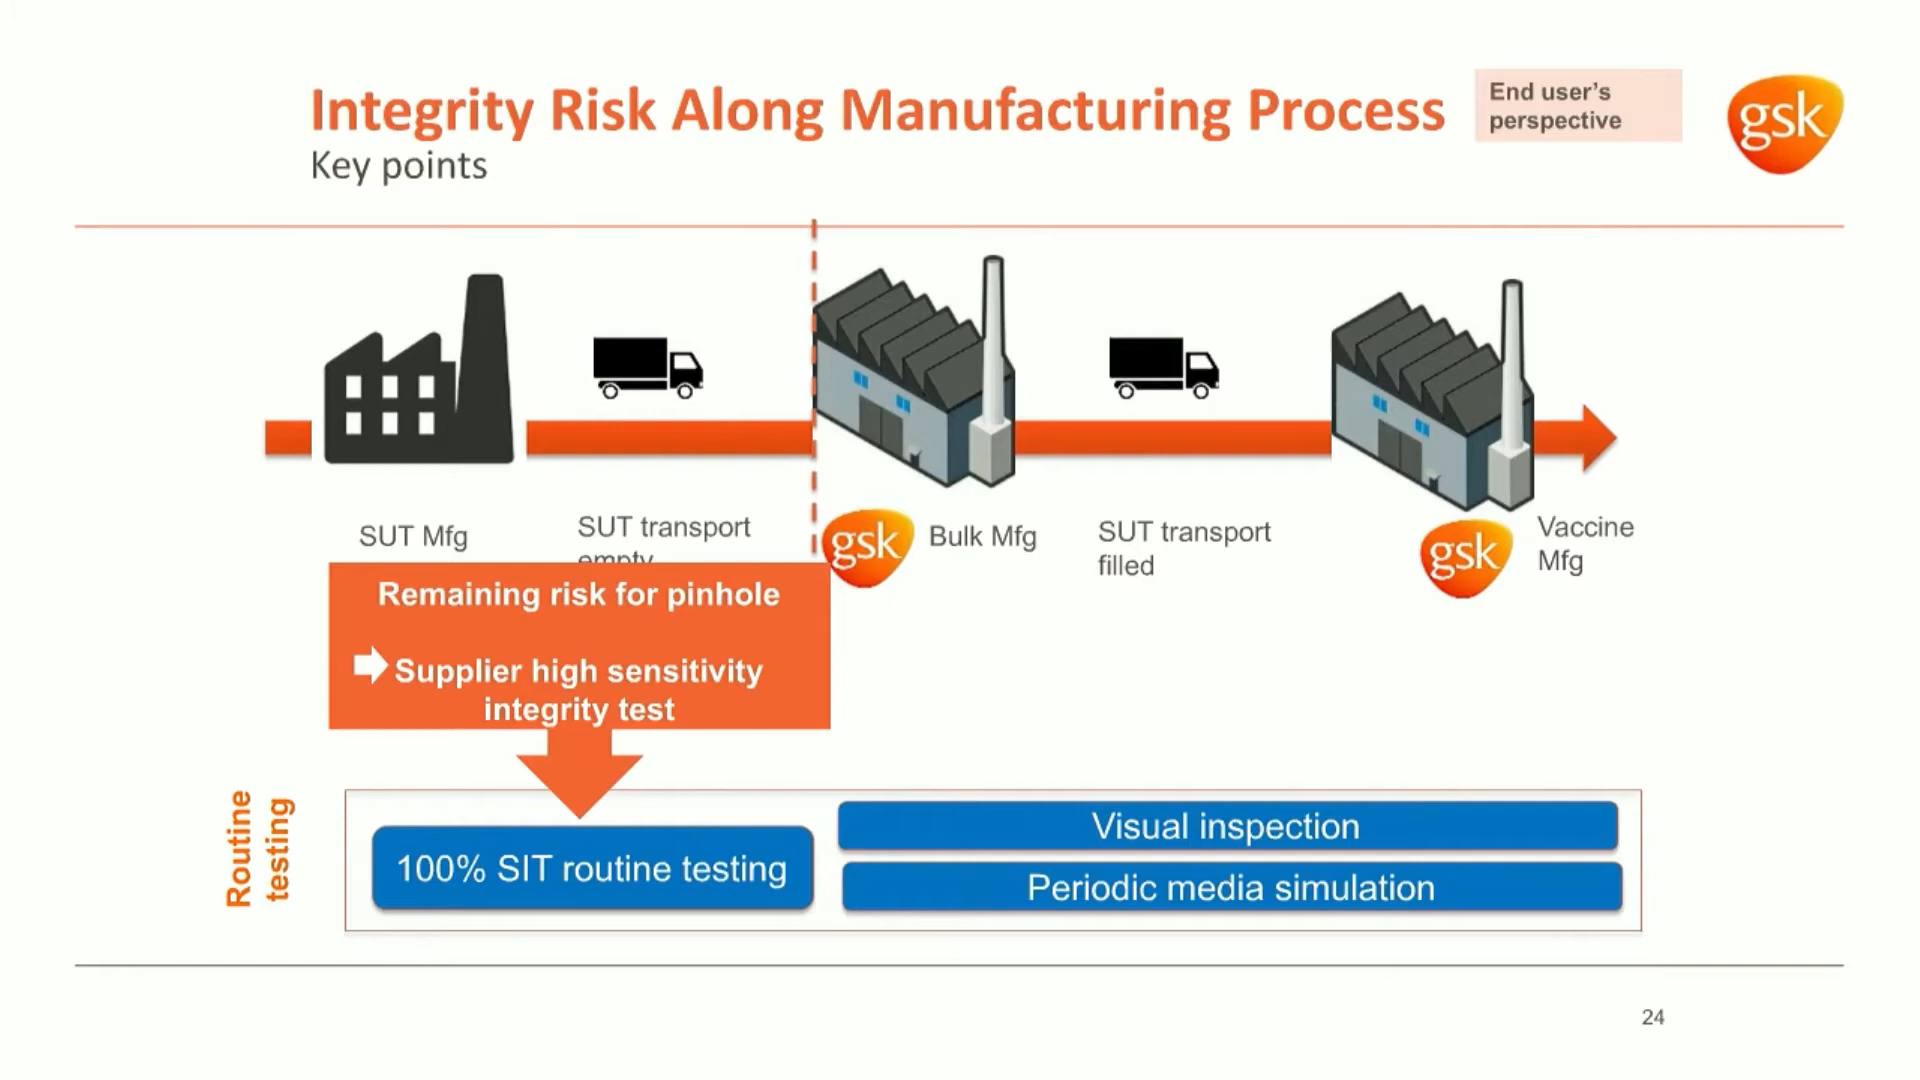 Integrity Risk Along Manufacturing Process
Key points
End user's
perspective
gsk
SUT Mfg
SUT transport
empty
gsk
Bulk Mfg
SUT transport
filled
gsk
Vaccine
Mfg
Remaining risk for pinhole
Supplier high sensitivity
integrity test
Routine
testing
100% SIT routine testing
Visual inspection
Periodic media simulation
24